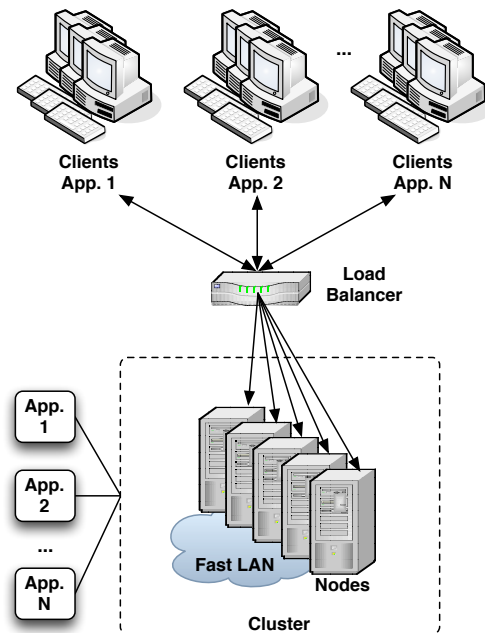 ...
Clients
App. 1
Clients
App. 2
Clients
App. N
Load
Balancer
App.
1
App.
2
...
App.
N
Fast LAN
Nodes
Cluster